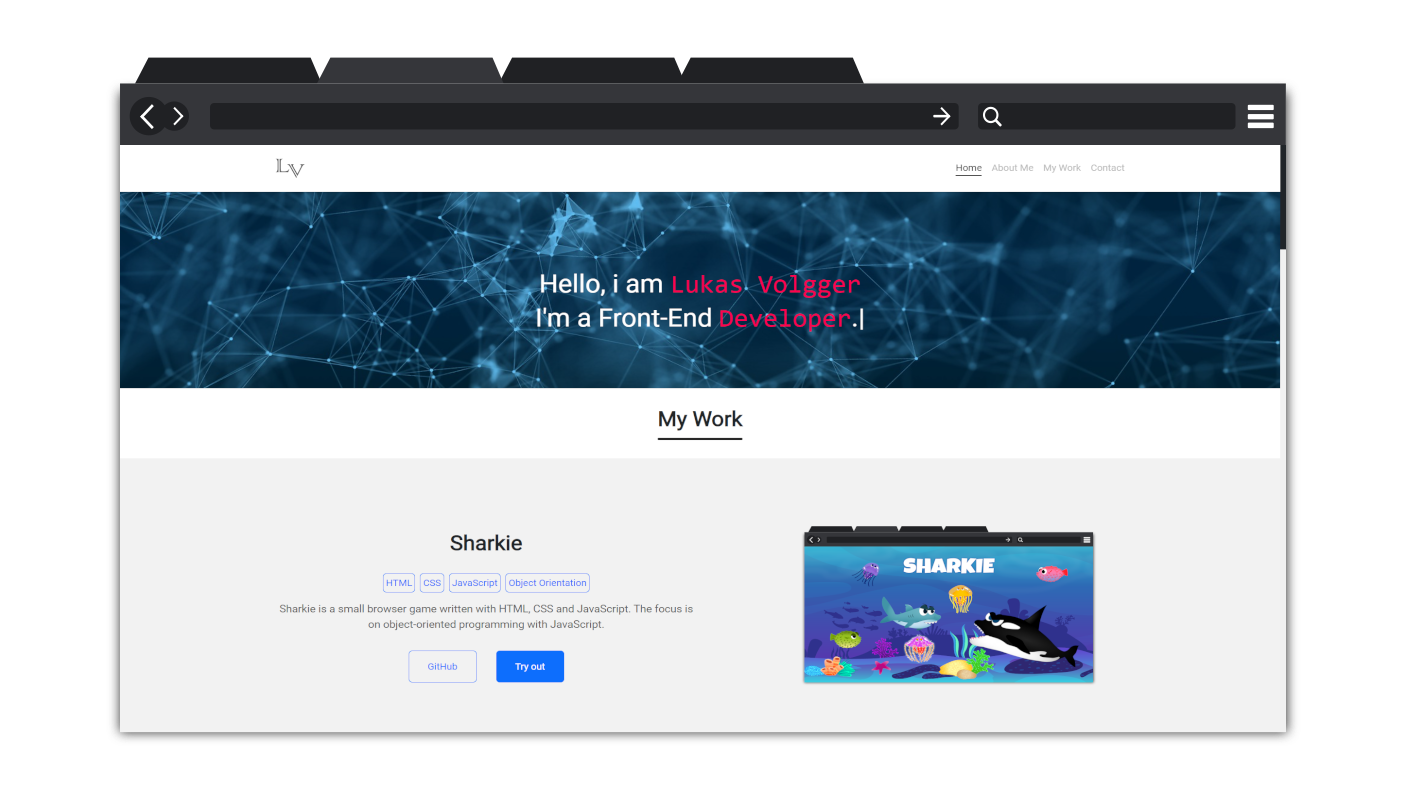 LV
Home About Me My Work Contact
Hello, i am Lukas Volgger
I'm a Front-End Developer.|
My Work
Sharkie
HTML CSS JavaScript Object Orientation
Sharkie is a small browser game written with HTML, CSS and JavaScript. The focus is
on object-oriented programming with JavaScript.
GitHub Try out
SHARKIE